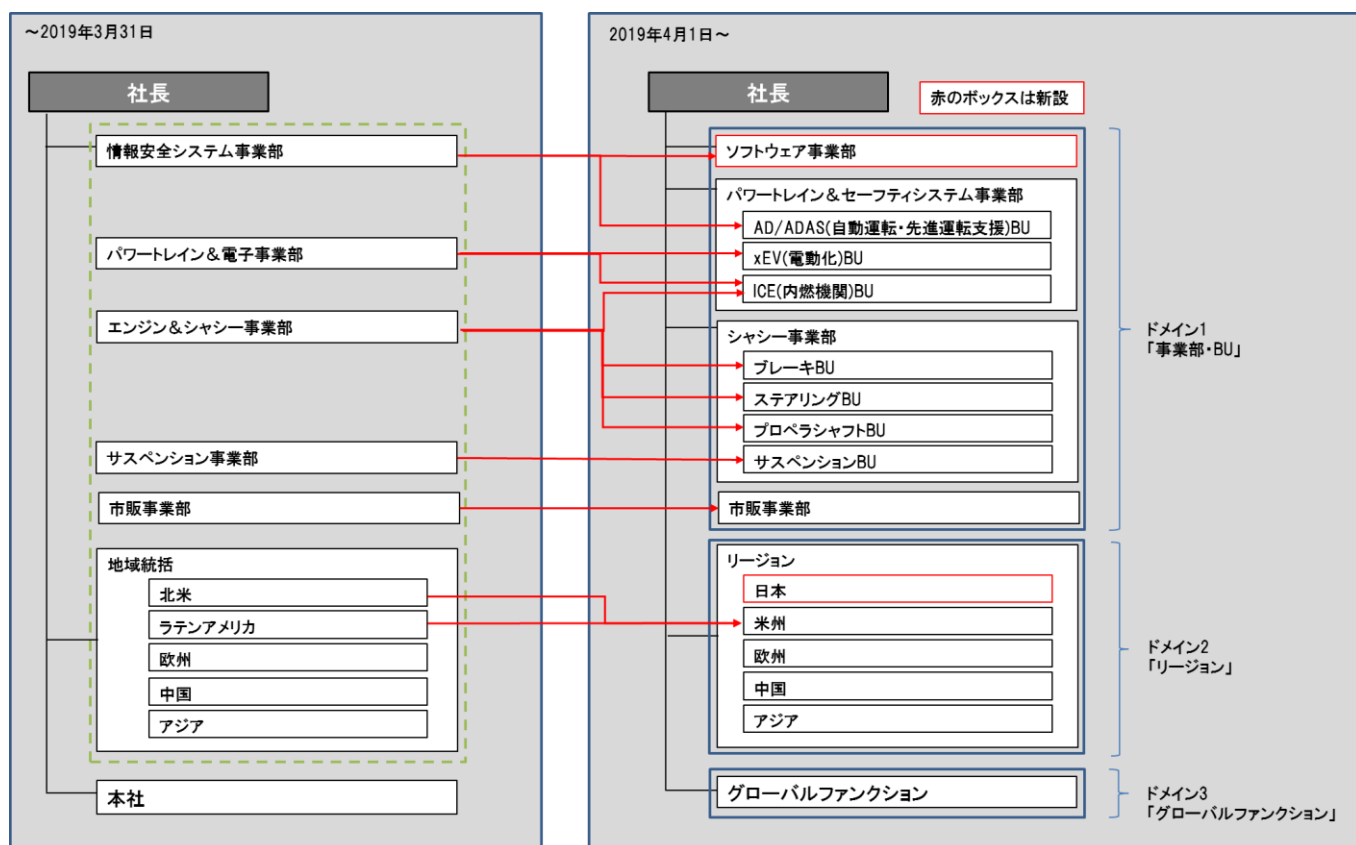 ～2019年3月31日
社長
情報安全システム事業部
パワートレイン＆電子事業部
エンジン＆シャシー事業部
サスペンション事業部
市販事業部
地域統括
北米
ラテンアメリカ
欧州
中国
アジア
本社
2019年4月1日～
社長
赤のボックスは新設
ソフトウェア事業部
パワートレイン＆セーフティシステム事業部
AD/ADAS(自動運転・先進運転支援)BU
xEV(電動化)BU
ICE(内燃機関)BU
シャシー事業部
ブレーキBU
ステアリングBU
プロペラシャフトBU
サスペンションBU
市販事業部
リージョン
日本
米州
欧州
中国
アジア
グローバルファンクション
ドメイン1
「事業部・BU」
ドメイン2
「リージョン」
ドメイン3
「グローバルファンクション」